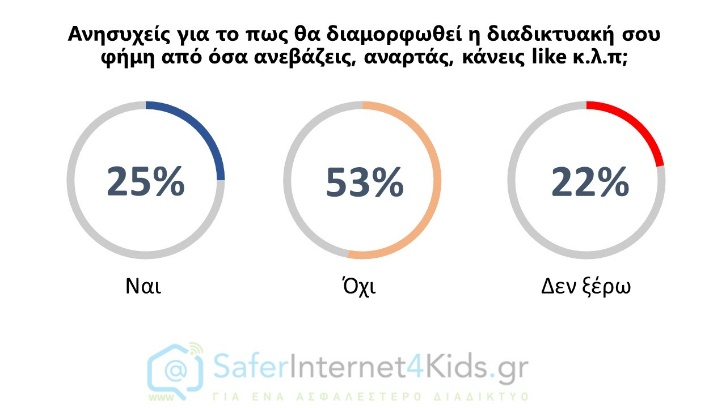 Ανησυχείς για το πως θα διαμορφωθεί η διαδικτυακή σου
φήμη από όσα ανεβάζεις, αναρτάς, κάνεις like κ.λ.π;
25% 53% 22%
Ναι Όχι Δεν ξέρω
@ SaferInternet4Kids.gr
www ΓΙΑ ΕΝΑ ΑΣΦΑΛΕΣΤΕΡΟ ΔΙΑΔΙΚΤΥΟ